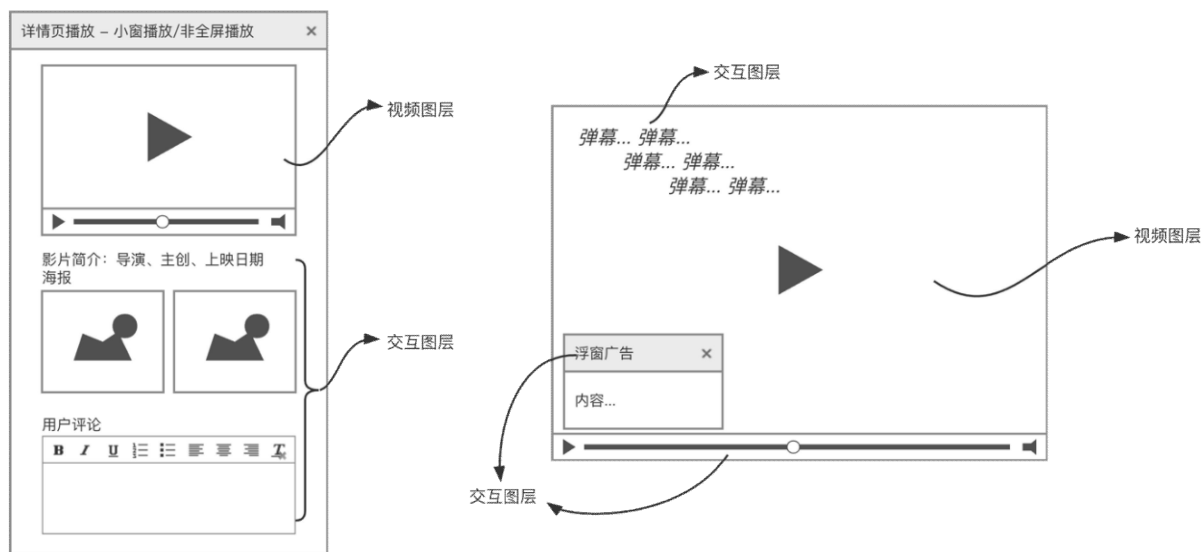 详情页播放 – 小窗播放/非全屏播放
视频图层
影片简介：导演、主创、上映日期
海报
交互图层
用户评论
B I U T
交互图层
弹幕... 弹幕...
弹幕... 弹幕...
弹幕... 弹幕...
视频图层
浮窗广告
内容...
交互图层